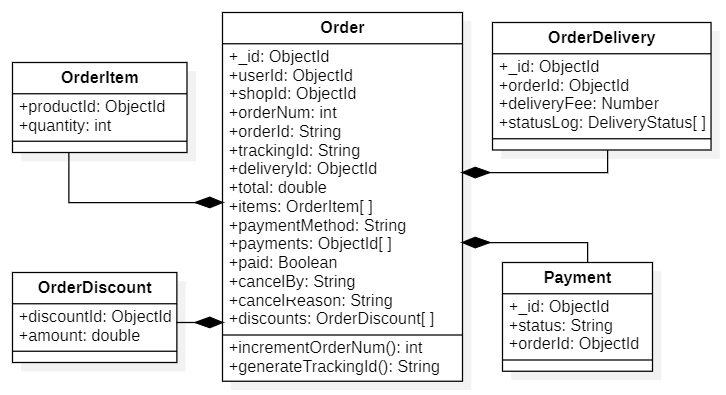 Order
+_id: ObjectId
+userId: ObjectId
+shopId: ObjectId
+orderNum: int
+orderId: String
+trackingId: String
+deliveryId: ObjectId
+total: double
+items: OrderItem[ ]
+paymentMethod: String
+payments: ObjectId[ ]
+paid: Boolean
+cancelBy: String
+cancelReason: String
+discounts: OrderDiscount[ ]
+incrementOrderNum(): int
+generateTrackingId(): String
OrderItem
+productId: ObjectId
+quantity: int
OrderDiscount
+discountId: ObjectId
+amount: double
OrderDelivery
+_id: ObjectId
+orderId: ObjectId
+deliveryFee: Number
+statusLog: DeliveryStatus[ ]
Payment
+_id: ObjectId
+status: String
+orderId: ObjectId